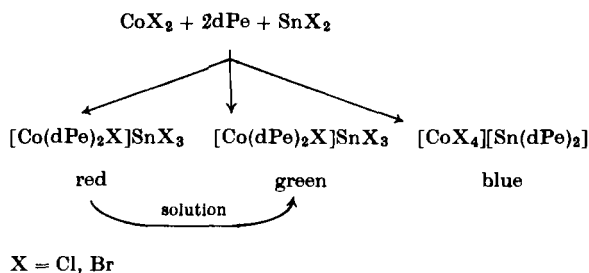 CoX₂ + 2dPe + SnX₂
[Co(dPe)₂X]SnX₃ [Co(dPe)₂X]SnX₃ [CoX₄][Sn(dPe)₂]
red green blue
solution
X = Cl, Br